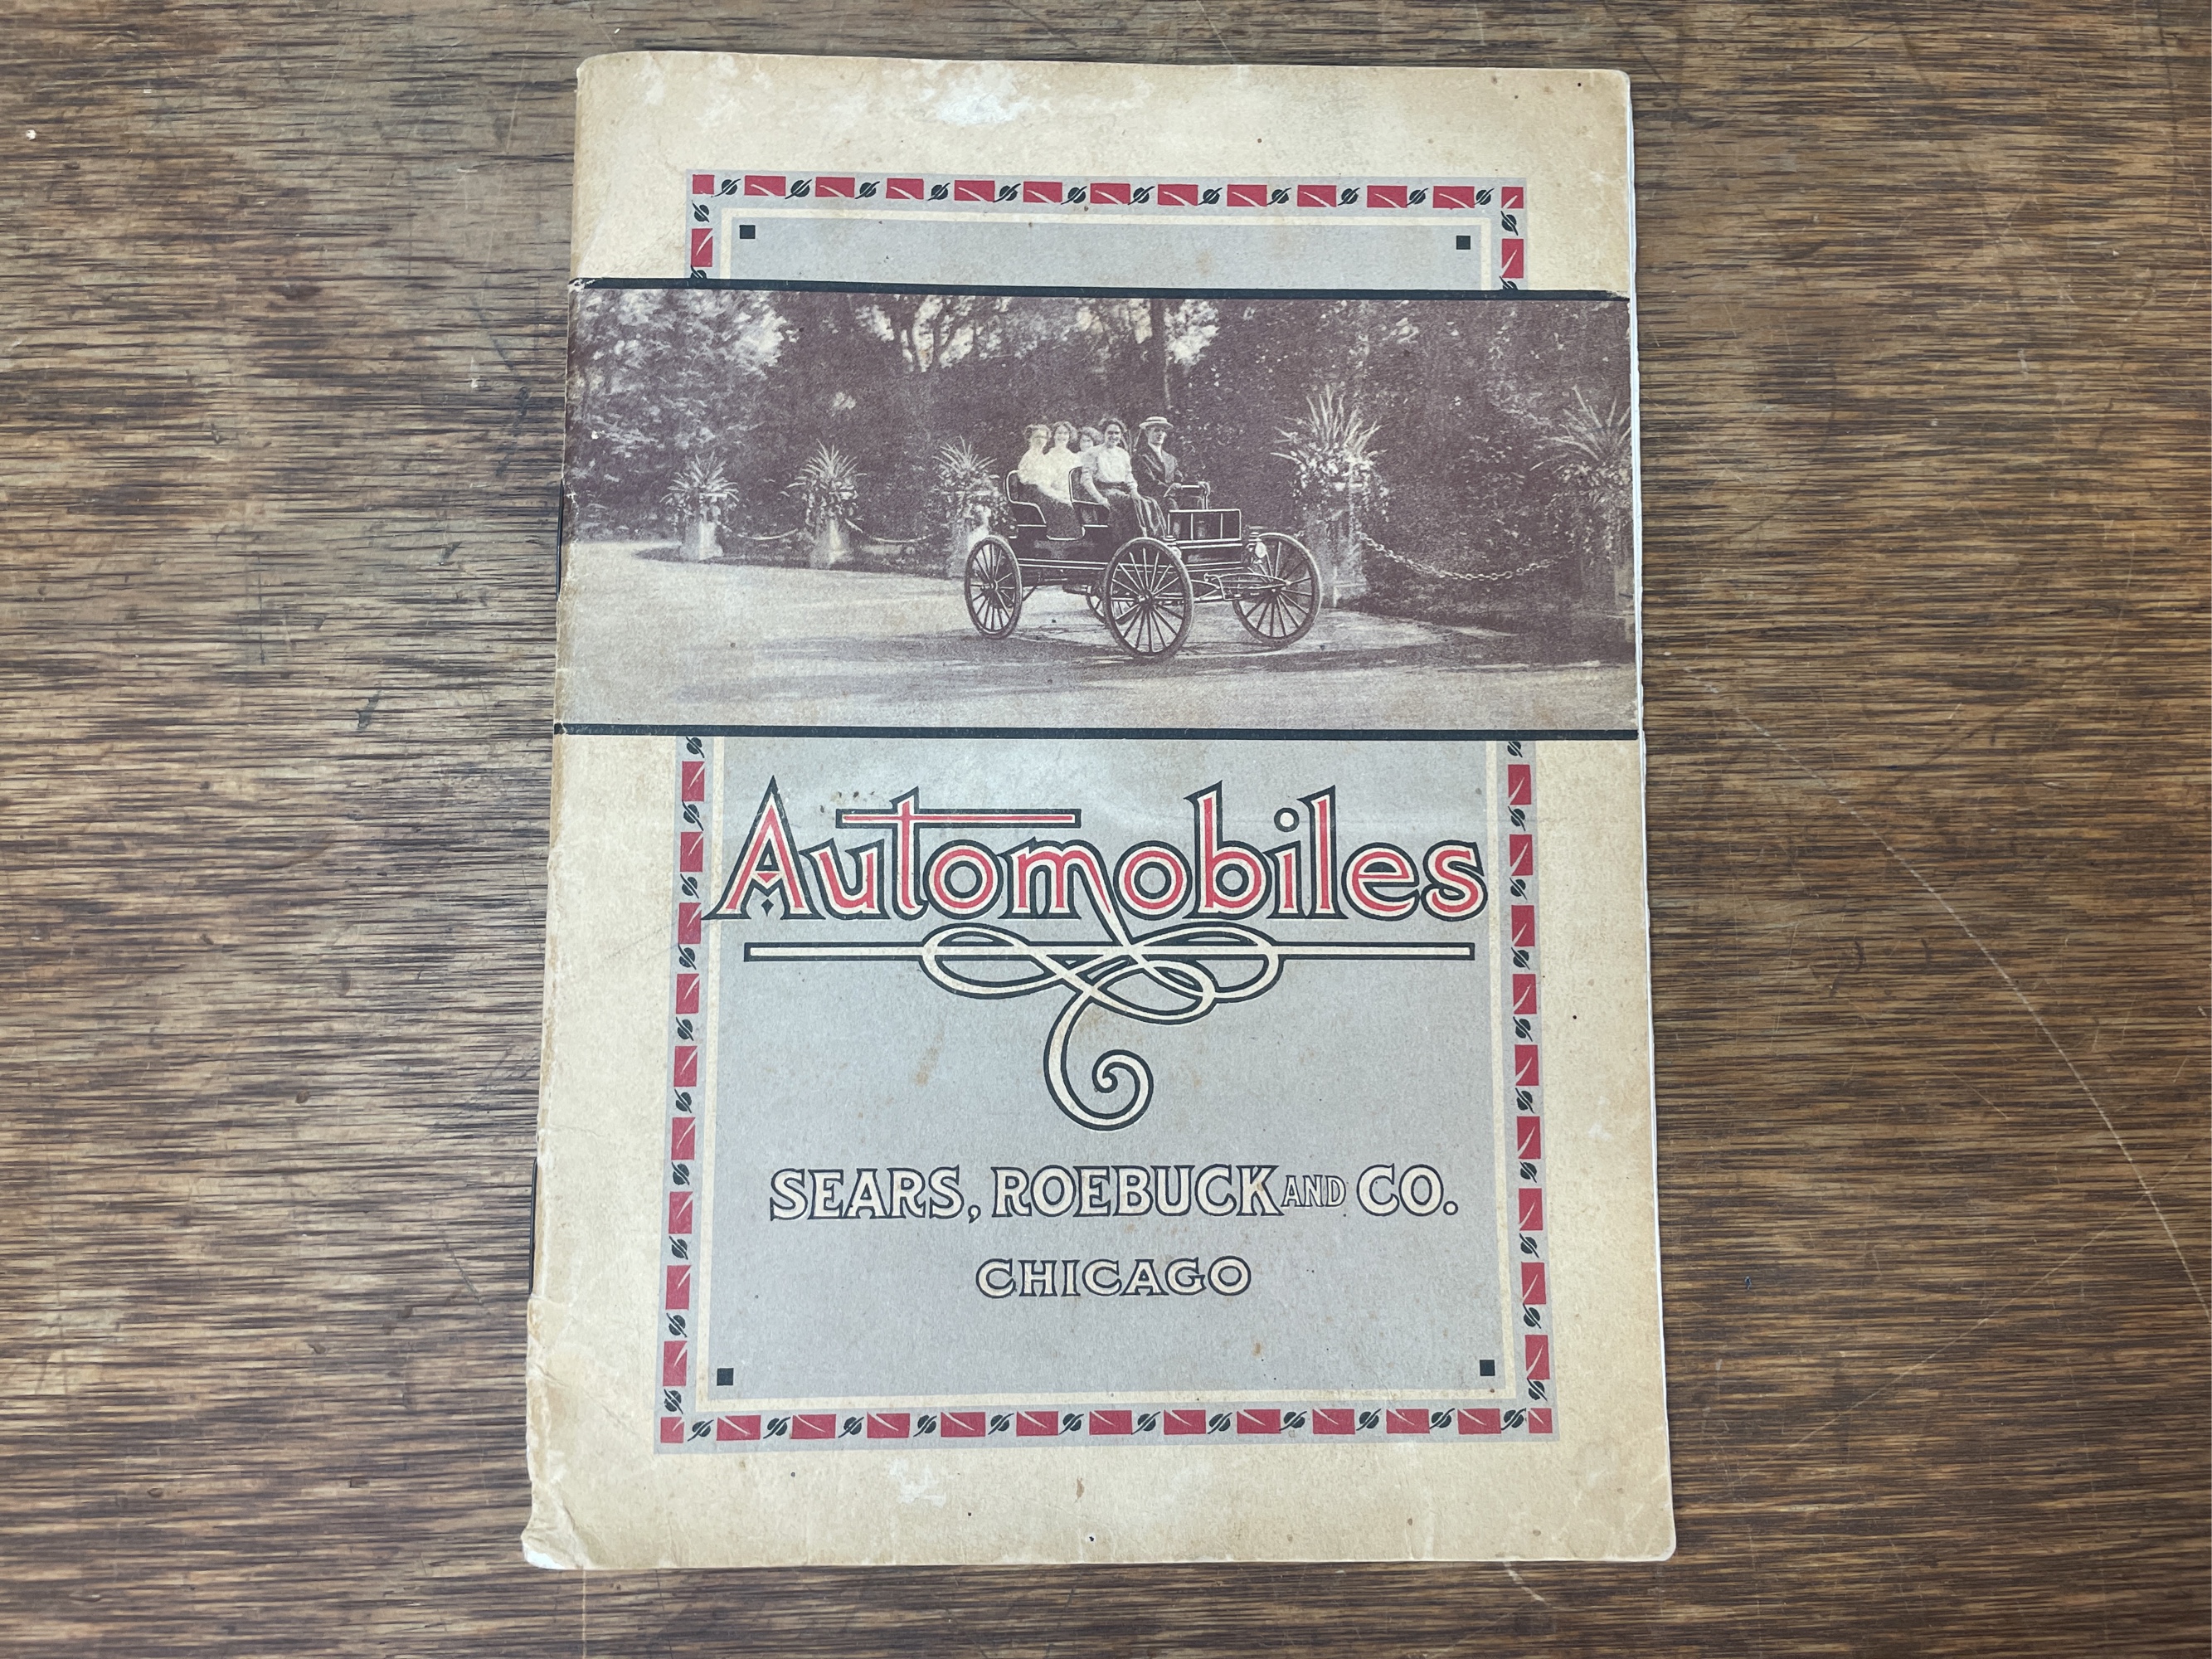 Automobiles
SEARS, ROEBUCK AND CO.
CHICAGO